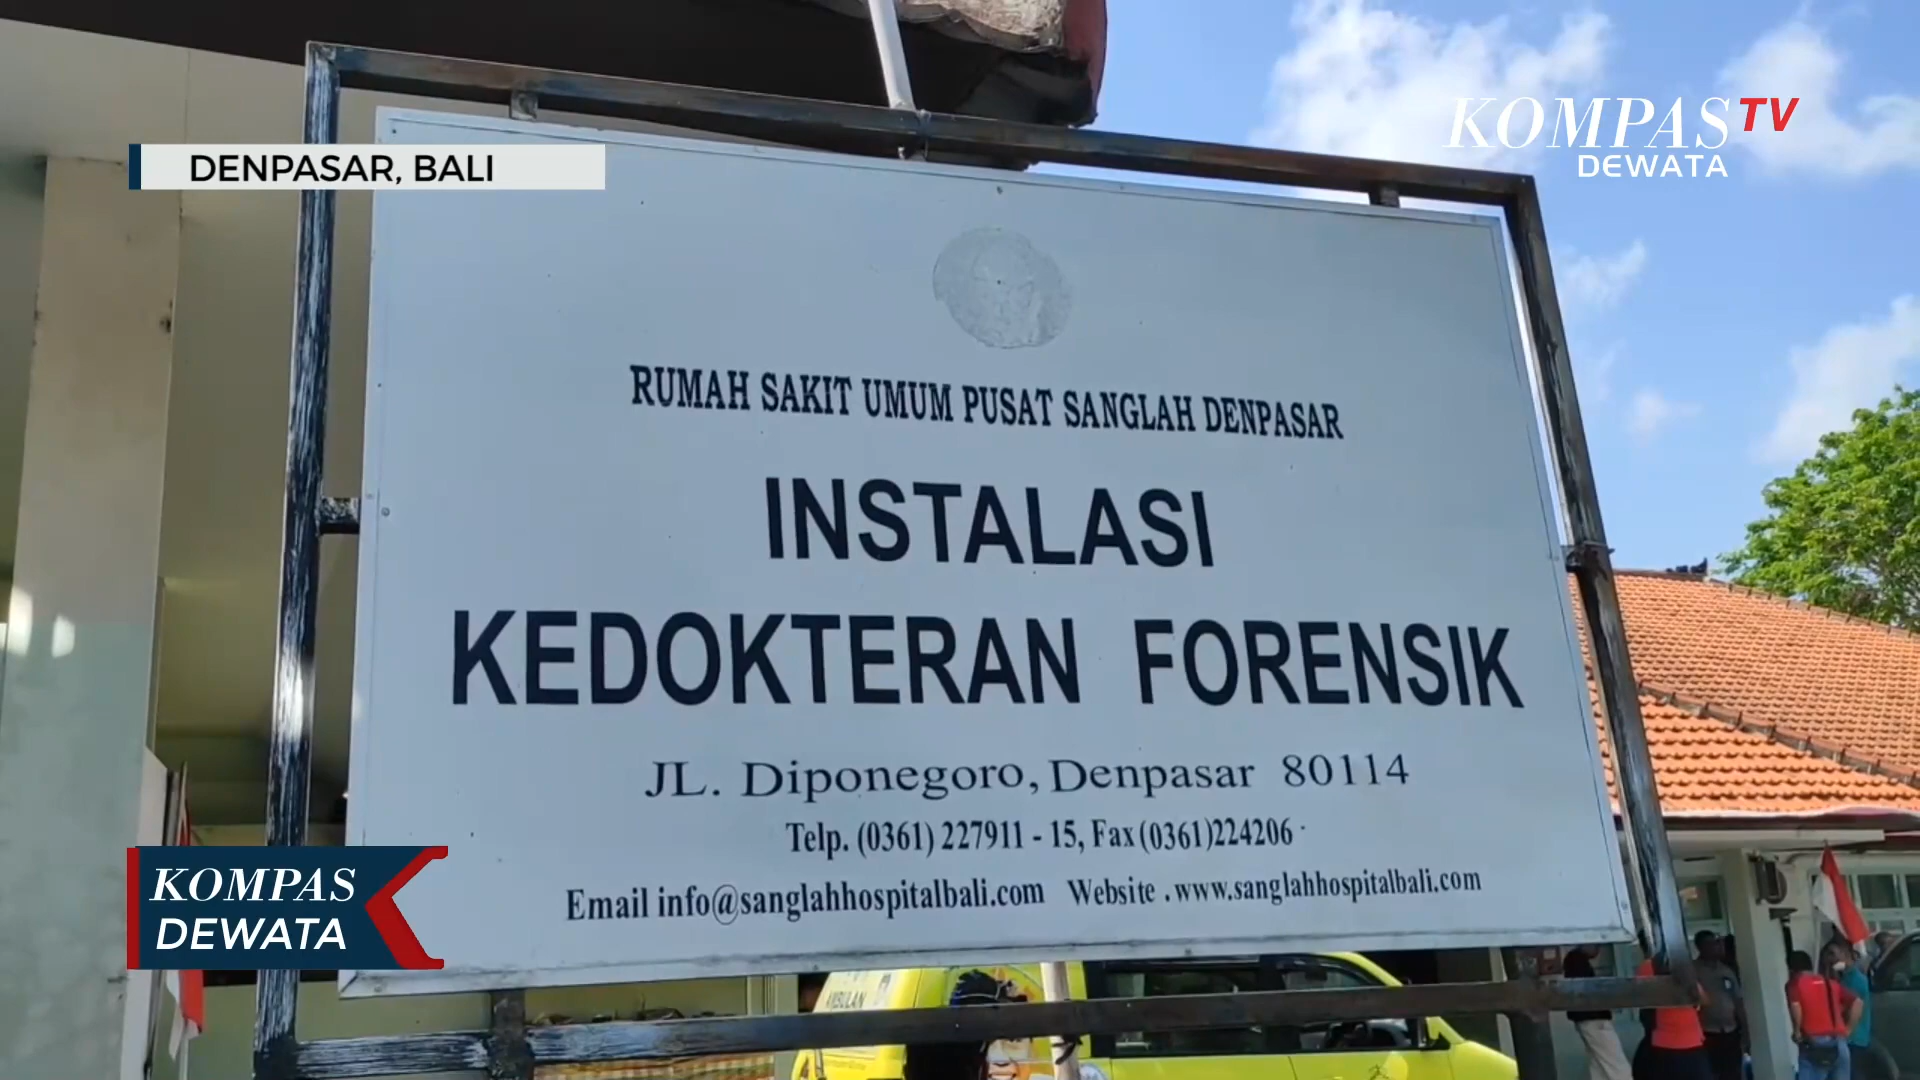 DENPASAR, BALI
KOMPAS TV
DEWATA
RUMAH SAKIT UMUM PUSAT SANGLAH DENPASAR
INSTALASI
KEDOKTERAN FORENSIK
JL. Diponegoro, Denpasar 80114
Telp. (0361) 227911 - 15, Fax (0361)224206
Email info@sanglahhospitalbali.com Website . www.sanglahhospitalbali.com
KOMPAS
DEWATA
AMBULAN